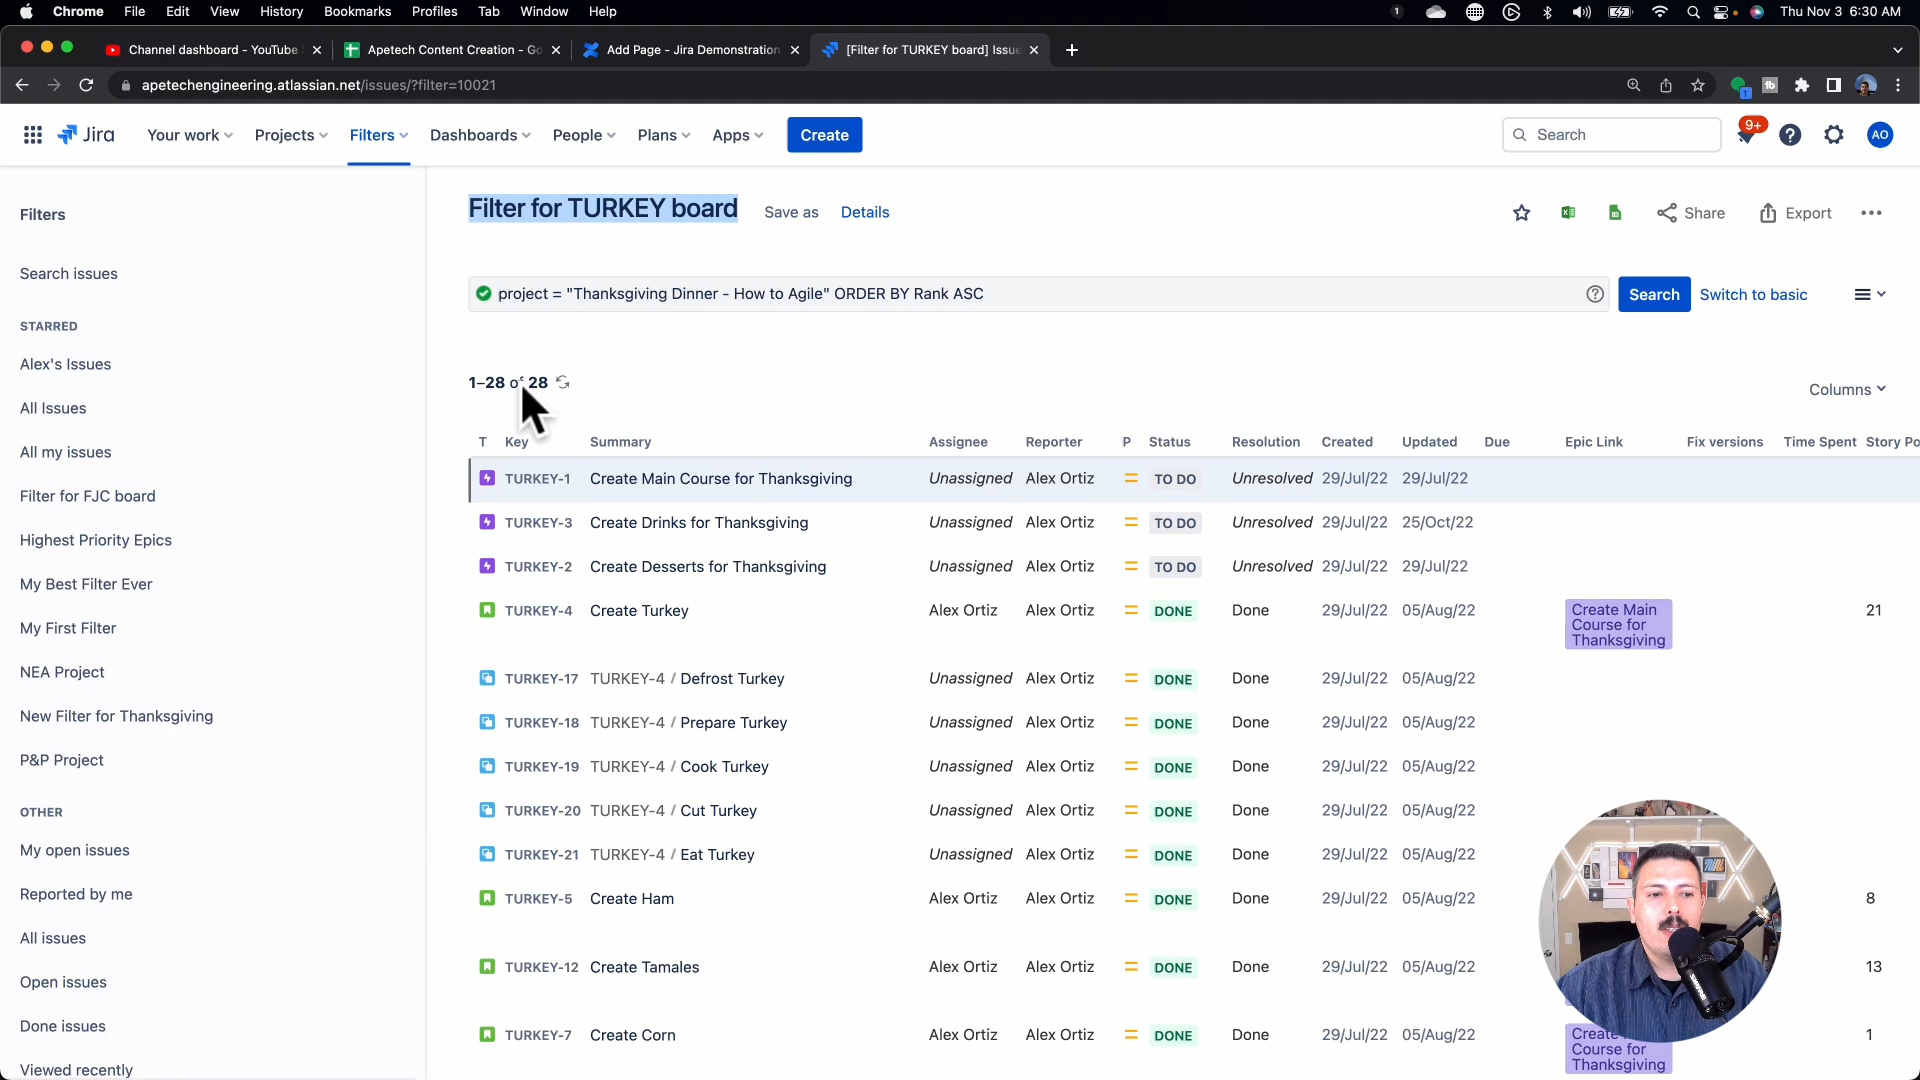 Chrome File Edit View History Bookmarks Profiles Tab Window Help 1 Thu Nov 3 6:30 AM
Channel dashboard - YouTube Apetech Content Creation - Go Add Page - Jira Demonstration [Filter for TURKEY board] Issue
apetechengineering.atlassian.net/issues/?filter=10021 tb 1
Jira Your work Projects Filters Dashboards People Plans Apps Create Search 9+ AO
Filters
Search issues
STARRED
Alex's Issues
All Issues
All my issues
Filter for FJC board
Highest Priority Epics
My Best Filter Ever
My First Filter
NEA Project
New Filter for Thanksgiving
P&P Project
OTHER
My open issues
Reported by me
All issues
Open issues
Done issues
Viewed recently
Filter for TURKEY board Save as Details Share Export
project = "Thanksgiving Dinner - How to Agile" ORDER BY Rank ASC Search Switch to basic
1–28 of 28 Columns
T Key Summary Assignee Reporter P Status Resolution Created Updated Due Epic Link Fix versions Time Spent Story Po
TURKEY-1 Create Main Course for Thanksgiving Unassigned Alex Ortiz TO DO Unresolved 29/Jul/22 29/Jul/22
TURKEY-3 Create Drinks for Thanksgiving Unassigned Alex Ortiz TO DO Unresolved 29/Jul/22 25/Oct/22
TURKEY-2 Create Desserts for Thanksgiving Unassigned Alex Ortiz TO DO Unresolved 29/Jul/22 29/Jul/22
TURKEY-4 Create Turkey Alex Ortiz Alex Ortiz DONE Done 29/Jul/22 05/Aug/22 Create Main 21
Course for
Thanksgiving
TURKEY-17 TURKEY-4 / Defrost Turkey Unassigned Alex Ortiz DONE Done 29/Jul/22 05/Aug/22
TURKEY-18 TURKEY-4 / Prepare Turkey Unassigned Alex Ortiz DONE Done 29/Jul/22 05/Aug/22
TURKEY-19 TURKEY-4 / Cook Turkey Unassigned Alex Ortiz DONE Done 29/Jul/22 05/Aug/22
TURKEY-20 TURKEY-4 / Cut Turkey Unassigned Alex Ortiz DONE Done 29/Jul/22 05/Aug/22
TURKEY-21 TURKEY-4 / Eat Turkey Unassigned Alex Ortiz DONE Done 29/Jul/22 05/Aug/22
TURKEY-5 Create Ham Alex Ortiz Alex Ortiz DONE Done 29/Jul/22 05/Aug/22 8
TURKEY-12 Create Tamales Alex Ortiz Alex Ortiz DONE Done 29/Jul/22 05/Aug/22 13
TURKEY-7 Create Corn Alex Ortiz Alex Ortiz DONE Done 29/Jul/22 05/Aug/22 Create 1
Course for
Thanksgiving